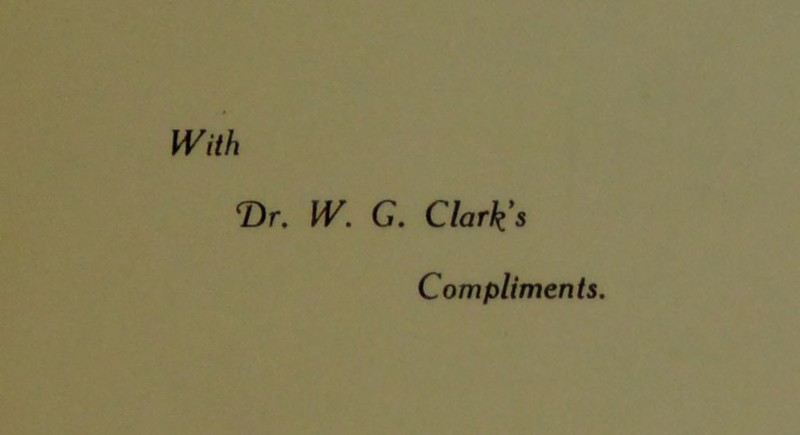 With
Dr. W. G. Clark's
Compliments.